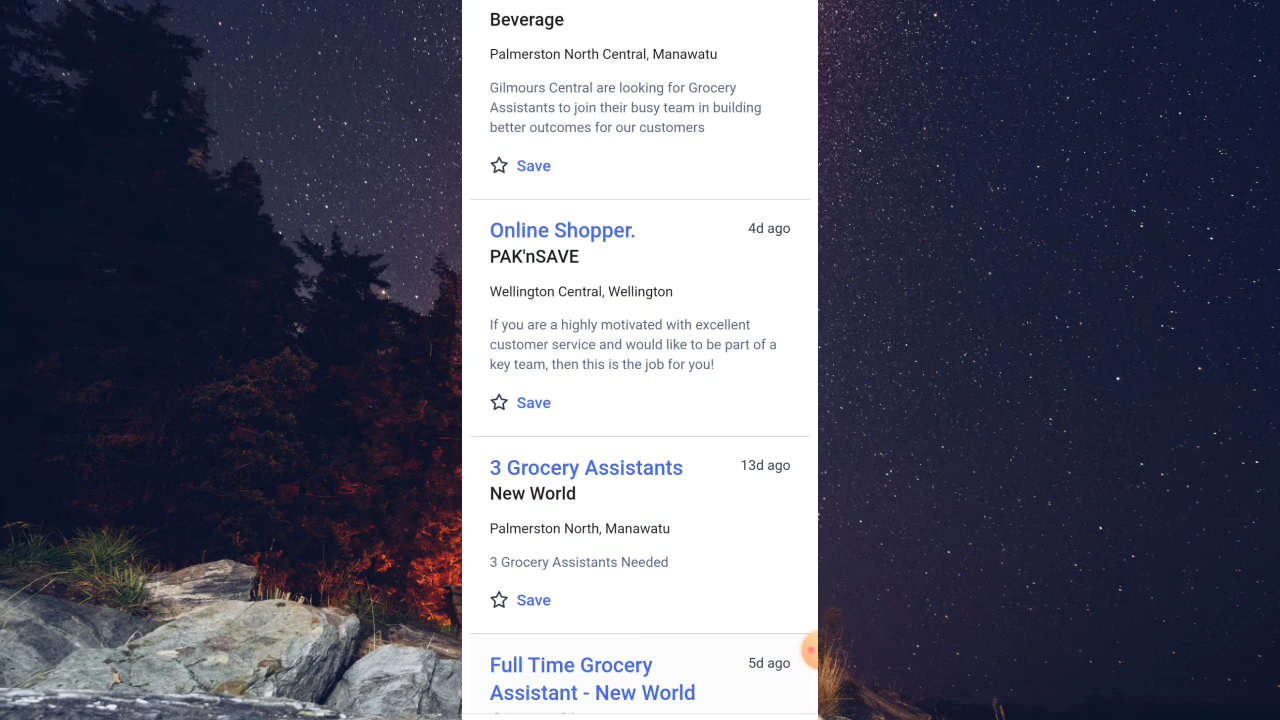 Beverage
Palmerston North Central, Manawatu
Gilmours Central are looking for Grocery
Assistants to join their busy team in building
better outcomes for our customers
Save
Online Shopper.
4d ago
PAK'nSAVE
Wellington Central, Wellington
If you are a highly motivated with excellent
customer service and would like to be part of a
key team, then this is the job for you!
Save
3 Grocery Assistants
13d ago
New World
Palmerston North, Manawatu
3 Grocery Assistants Needed
Save
Full Time Grocery
5d ago
Assistant - New World